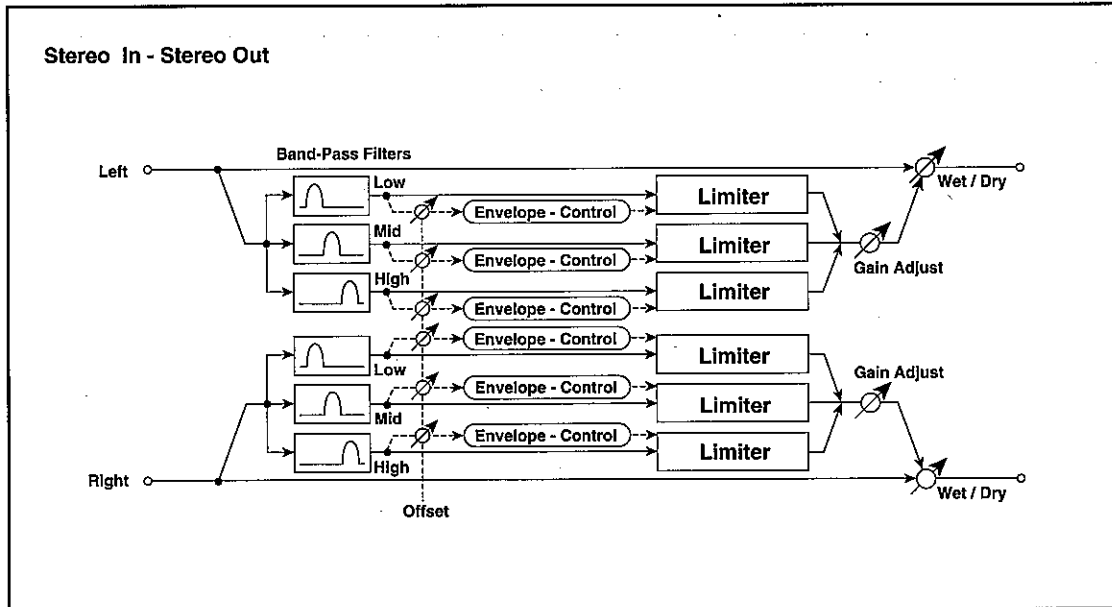 Stereo In - Stereo Out
Band-Pass Filters
Left
Low
Wet / Dry
Limiter
Envelope - Control
Mid
Limiter
Envelope - Control
Gain Adjust
High
Limiter
Envelope - Control
Envelope - Control
Limiter
Low
Gain Adjust
Envelope - Control
Limiter
Mid
Envelope - Control
Limiter
High
Right
Wet / Dry
Offset